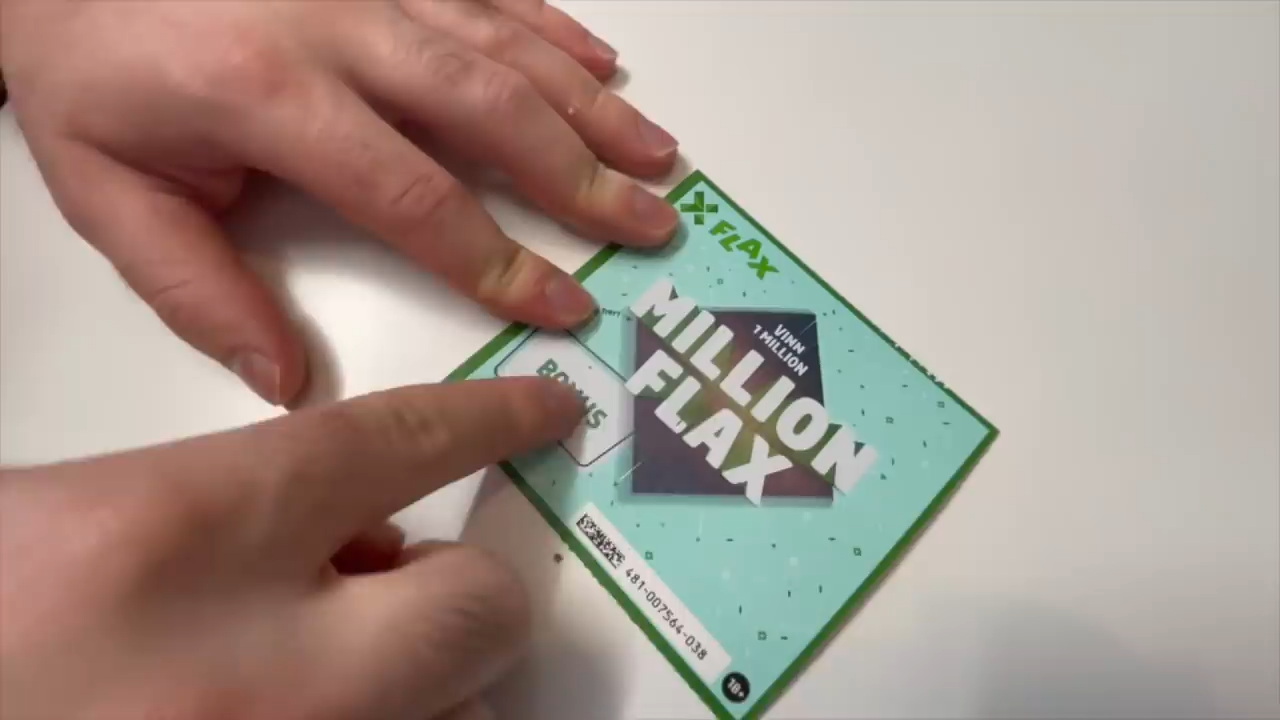 FLAX
VINN
1 MILLION
MILLION
FLAX
BONUS
481-007564-038
18+